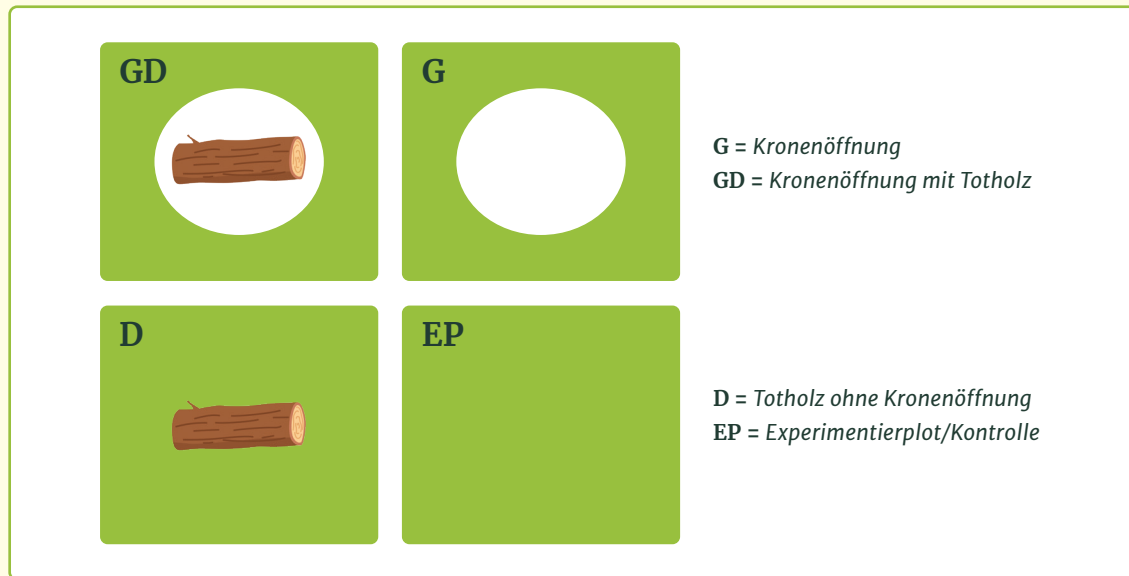 GD
G
G = Kronenöffnung
GD = Kronenöffnung mit Totholz
D
EP
D = Totholz ohne Kronenöffnung
EP = Experimentierplot/Kontrolle